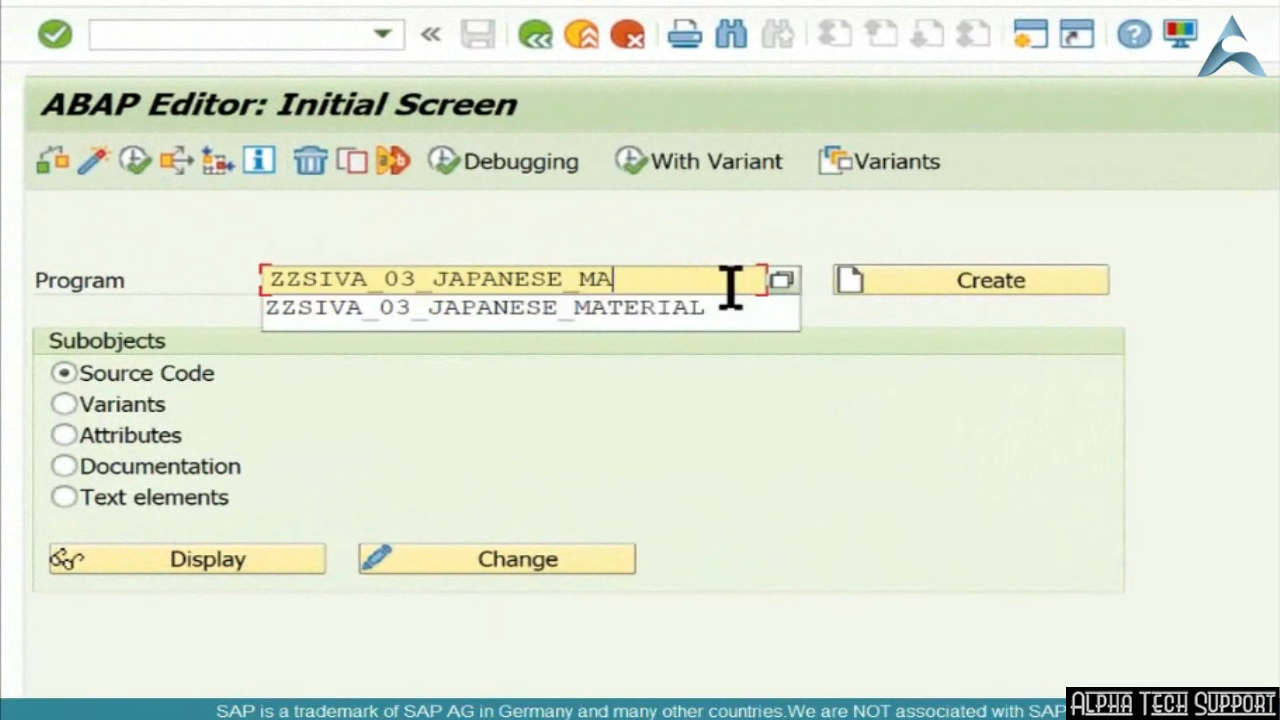 ABAP Editor: Initial Screen
Debugging With Variant Variants
Program ZZSIVA_03_JAPANESE_MA Create
ZZSIVA_03_JAPANESE_MATERIAL
Subobjects
Source Code
Variants
Attributes
Documentation
Text elements
Display Change
SAP is a trademark of SAP AG in Germany and many other countries.We are NOT associated with SAP
ALPHA TECH SUPPORT